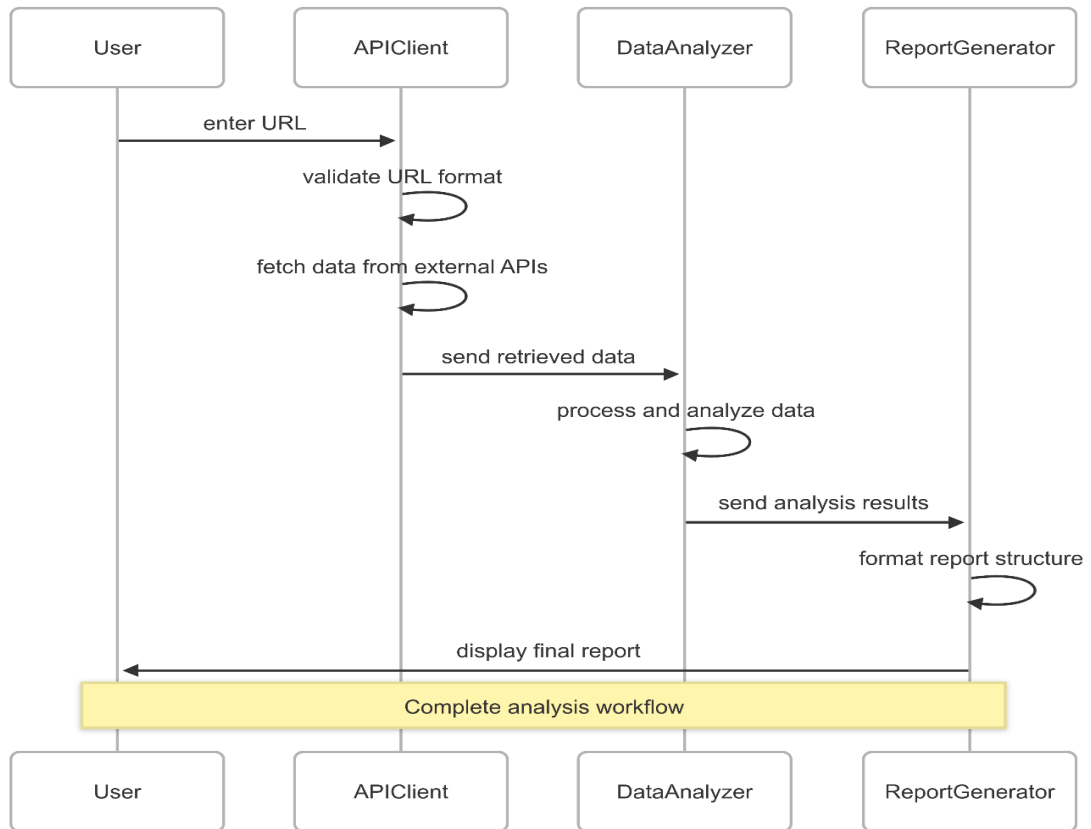 User
APIClient
DataAnalyzer
ReportGenerator
enter URL
validate URL format
fetch data from external APIs
send retrieved data
process and analyze data
send analysis results
format report structure
display final report
Complete analysis workflow
User
APIClient
DataAnalyzer
ReportGenerator